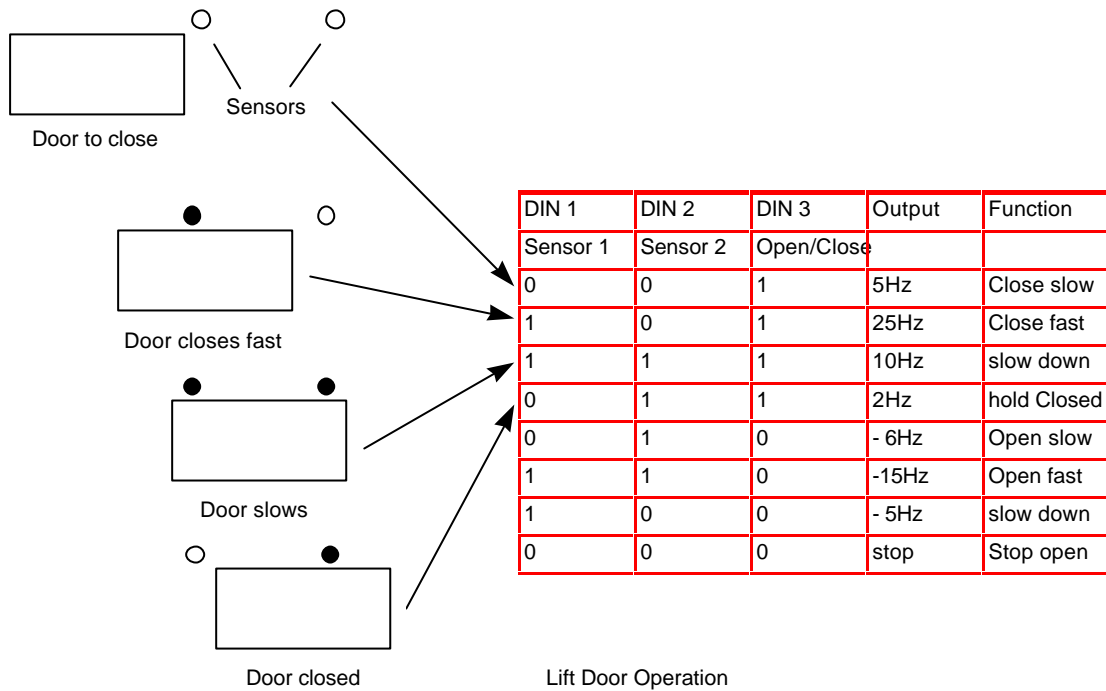 Sensors
Door to close
Door closes fast
Door slows
Door closed
DIN 1 DIN 2 DIN 3 Output Function
Sensor 1 Sensor 2 Open/Close
0 0 1 5Hz Close slow
1 0 1 25Hz Close fast
1 1 1 10Hz slow down
0 1 1 2Hz hold Closed
0 1 0 - 6Hz Open slow
1 1 0 -15Hz Open fast
1 0 0 - 5Hz slow down
0 0 0 stop Stop open
Lift Door Operation